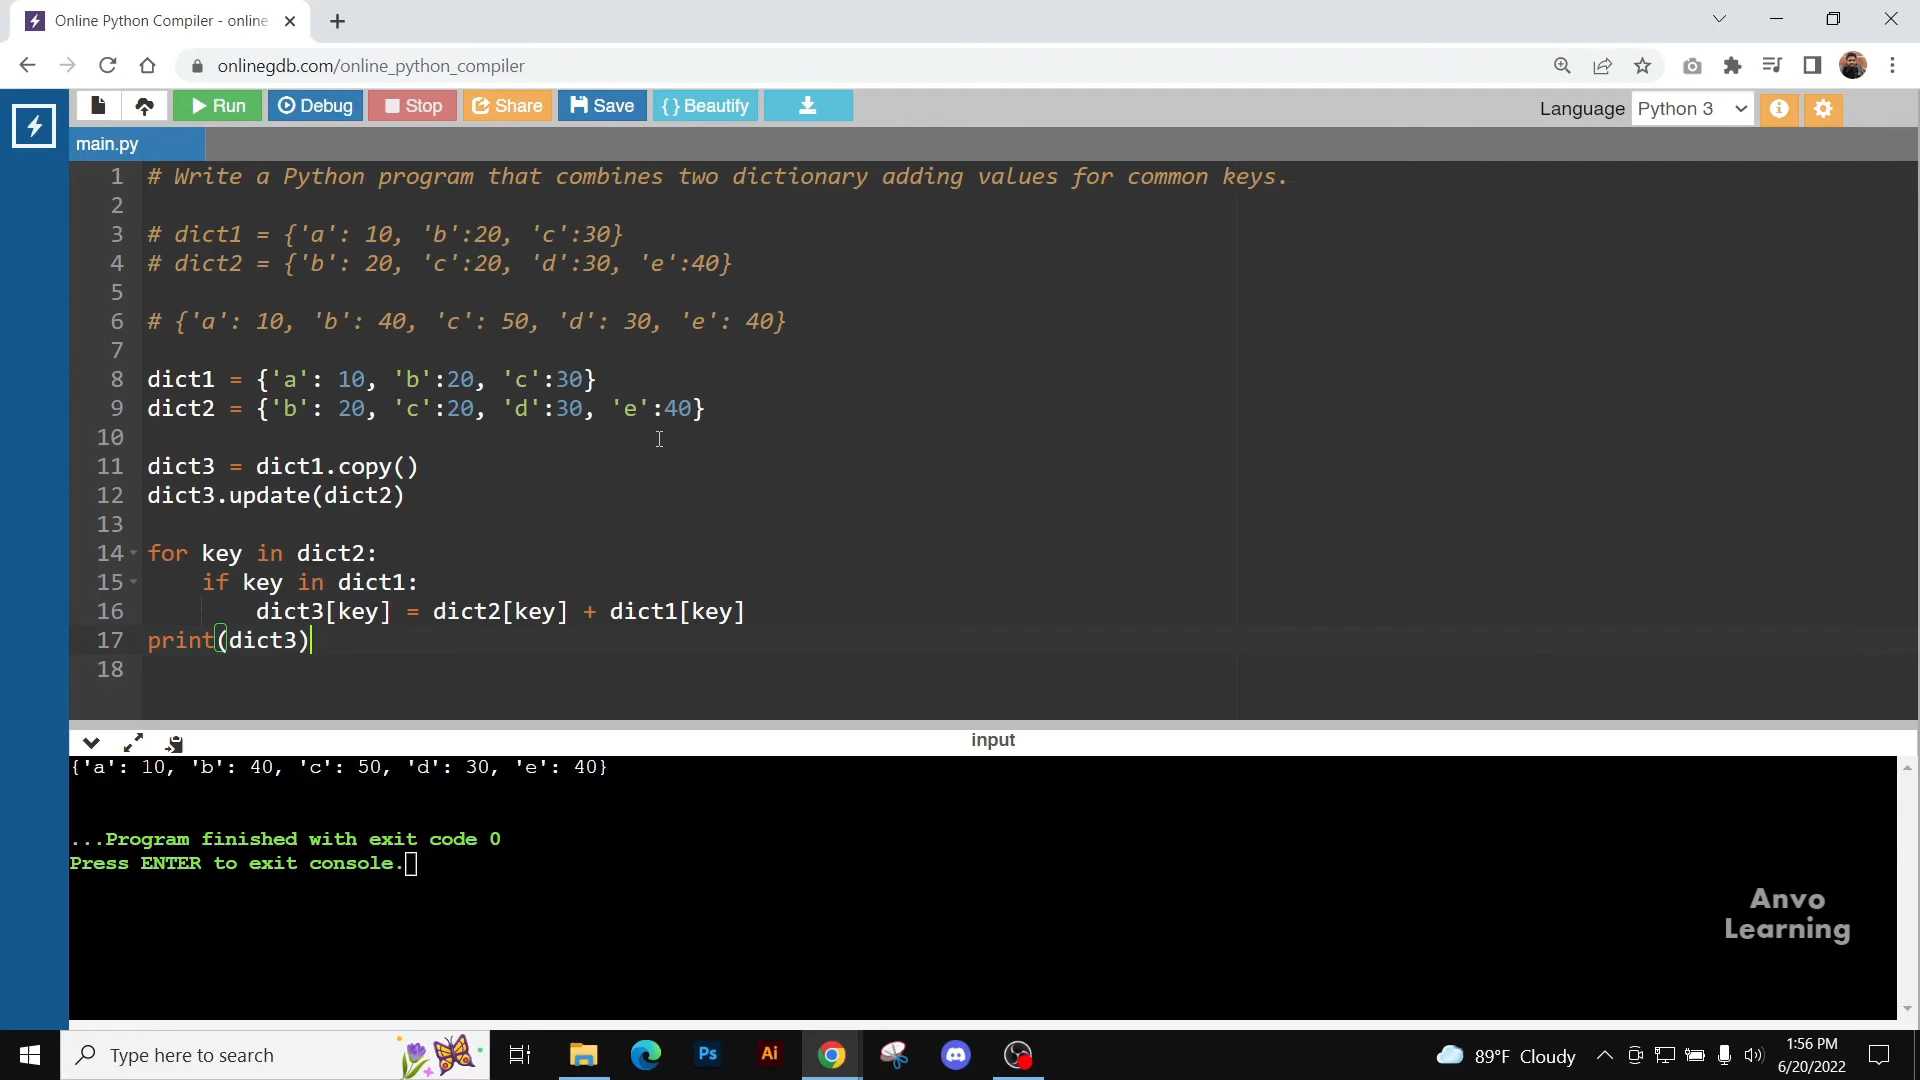 Online Python Compiler - online
onlinegdb.com/online_python_compiler
Run
Debug
Stop
Share
Save
{ } Beautify
Language
Python 3
main.py
1 # Write a Python program that combines two dictionary adding values for common keys.
2
3 # dict1 = {'a': 10, 'b':20, 'c':30}
4 # dict2 = {'b': 20, 'c':20, 'd':30, 'e':40}
5
6 # {'a': 10, 'b': 40, 'c': 50, 'd': 30, 'e': 40}
7
8 dict1 = {'a': 10, 'b':20, 'c':30}
9 dict2 = {'b': 20, 'c':20, 'd':30, 'e':40}
10
11 dict3 = dict1.copy()
12 dict3.update(dict2)
13
14 for key in dict2:
15     if key in dict1:
16         dict3[key] = dict2[key] + dict1[key]
17 print(dict3)
18
input
{'a': 10, 'b': 40, 'c': 50, 'd': 30, 'e': 40}
...Program finished with exit code 0
Press ENTER to exit console.
Anvo
Learning
Type here to search
Ps
Ai
89°F Cloudy
1:56 PM
6/20/2022